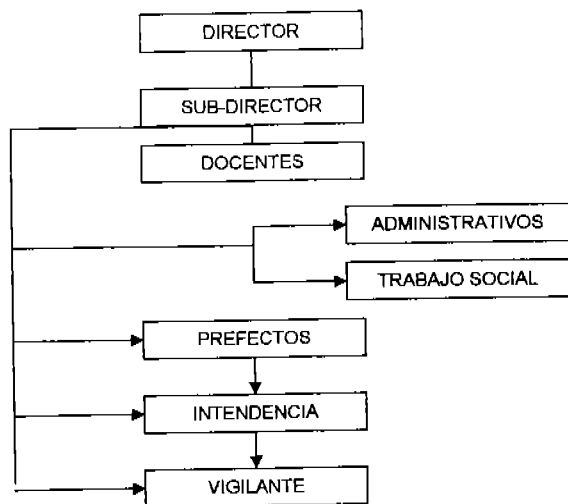 DIRECTOR
SUB-DIRECTOR
DOCENTES
ADMINISTRATIVOS
TRABAJO SOCIAL
PREFECTOS
INTENDENCIA
VIGILANTE